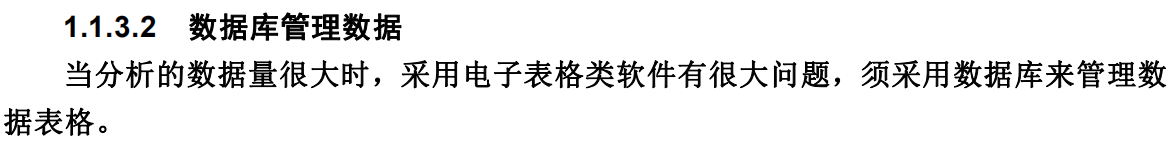 1.1.3.2 数据库管理数据
当分析的数据量很大时，采用电子表格类软件有很大问题，须采用数据库来管理数
据表格。